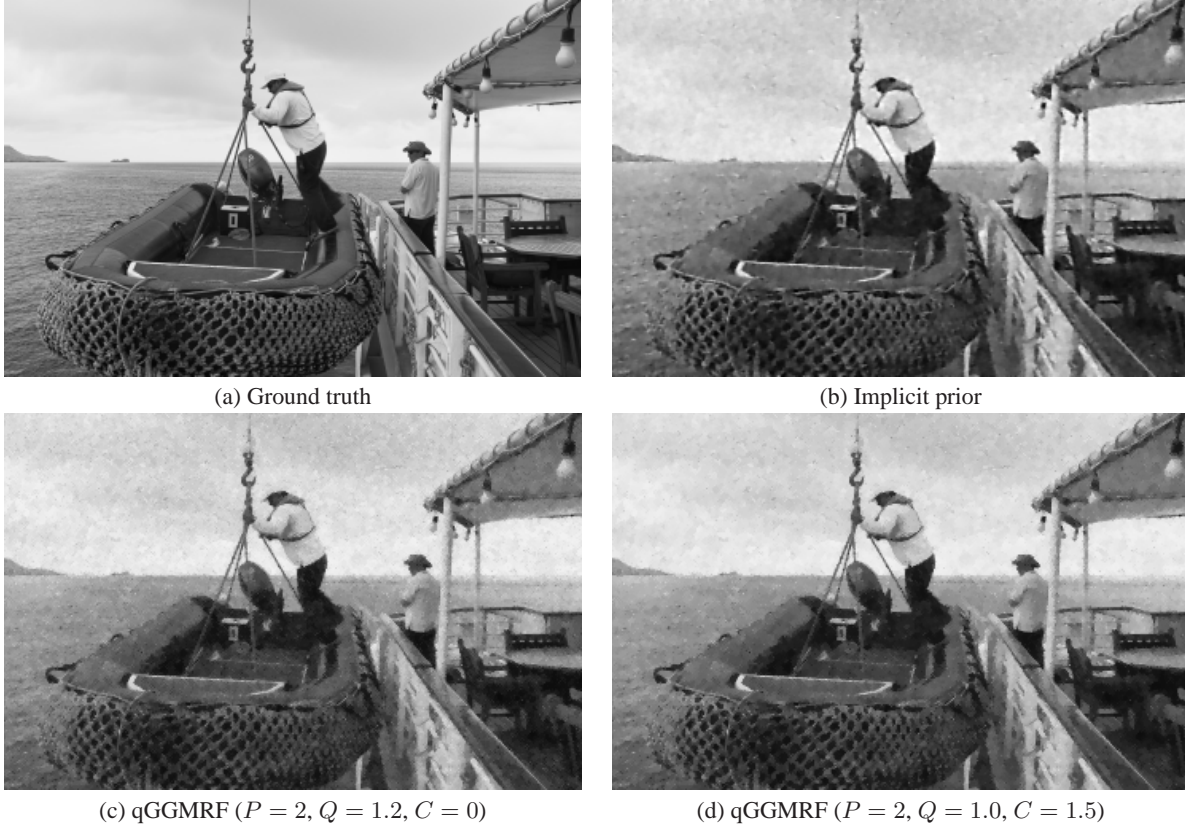 (a) Ground truth
(b) Implicit prior
(c) qGGMRF (P = 2, Q = 1.2, C = 0)
(d) qGGMRF (P = 2, Q = 1.0, C = 1.5)